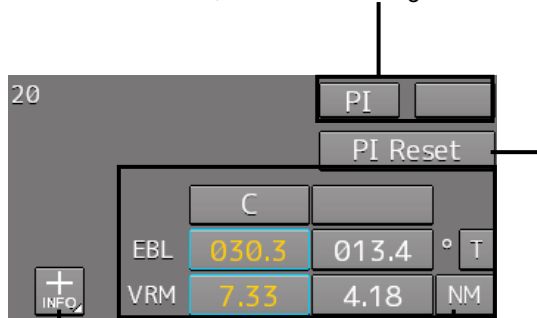 20
PI
PI Reset
C
EBL 030.3 013.4 ° T
+
INFO
VRM 7.33 4.18 NM